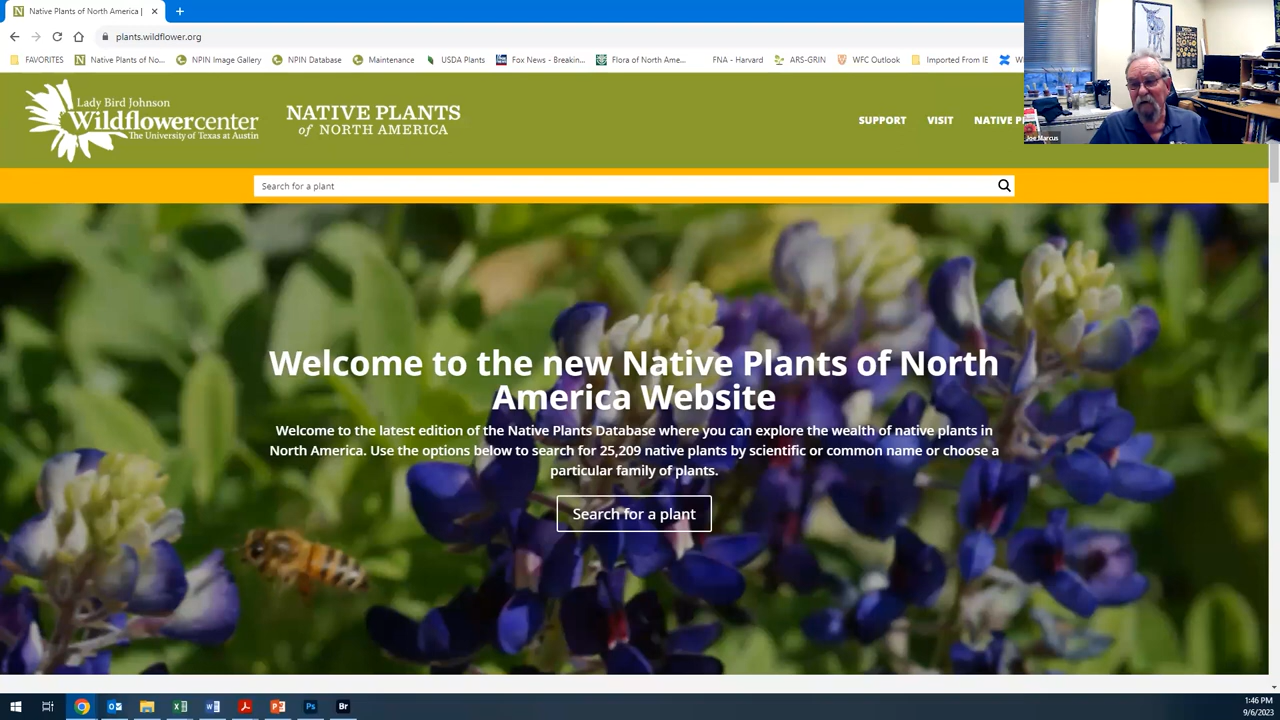 Native Plants of North America |
plants.wildflower.org
FAVORITES
Native Plants of No...
NPIN Image Gallery
NPIN Database
Maintenance
USDA Plants
Fox News - Breakin...
Flora of North Ame...
FNA - Harvard
ARS-GRIN
WFC Outlook
Imported From IE
Lady Bird Johnson
Wildflowercenter
The University of Texas at Austin
NATIVE PLANTS
of NORTH AMERICA
SUPPORT
VISIT
NATIVE
Joe Marcus
Search for a plant
Welcome to the new Native Plants of North
America Website
Welcome to the latest edition of the Native Plants Database where you can explore the wealth of native plants in
North America. Use the options below to search for 25,209 native plants by scientific or common name or choose a
particular family of plants.
Search for a plant
1:46 PM
9/6/2023